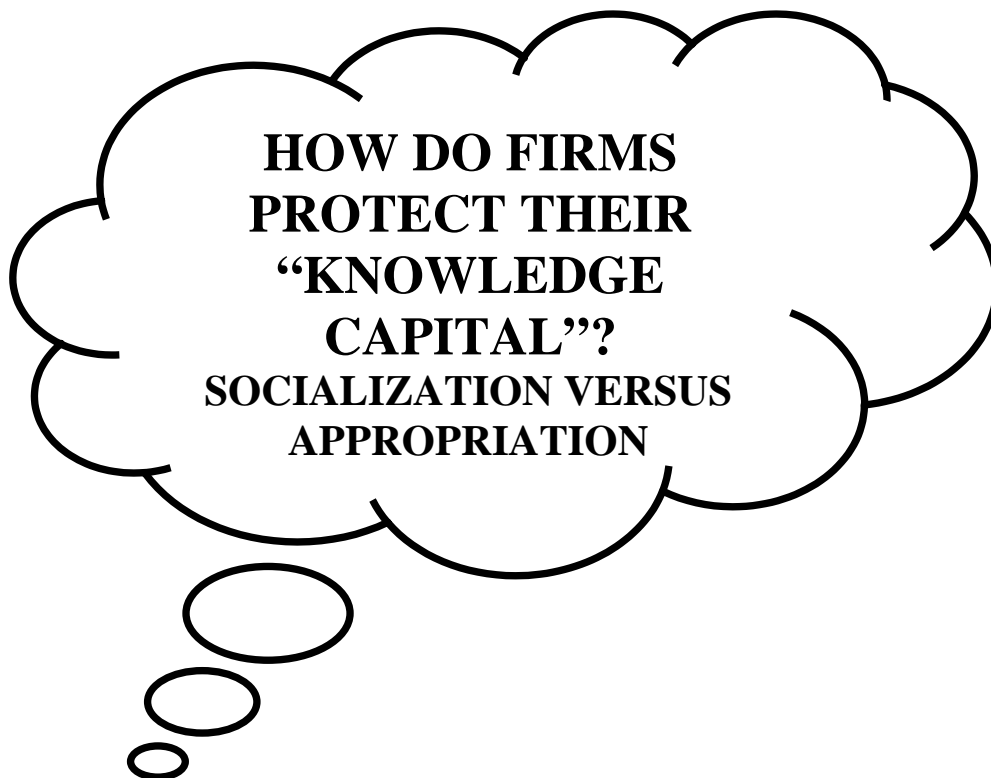 HOW DO FIRMS
PROTECT THEIR
“KNOWLEDGE
CAPITAL”?
SOCIALIZATION VERSUS
APPROPRIATION